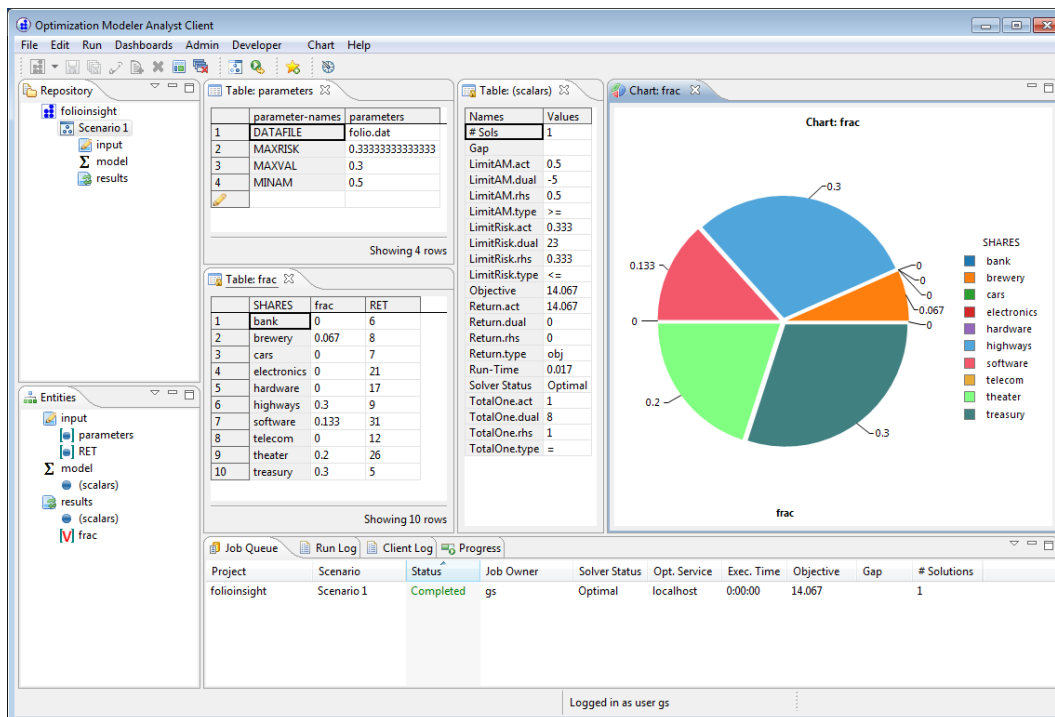 Optimization Modeler Analyst Client
File Edit Run Dashboards Admin Developer Chart Help
Repository
folioinsight
Scenario 1
input
model
results
Entities
input
parameters
RET
model
(scalars)
results
(scalars)
frac
Table: parameters
parameter-names parameters
1 DATAFILE folio.dat
2 MAXRISK 0.33333333333333
3 MAXVAL 0.3
4 MINAM 0.5
Showing 4 rows
Table: frac
SHARES frac RET
1 bank 0 6
2 brewery 0.067 8
3 cars 0 7
4 electronics 0 21
5 hardware 0 17
6 highways 0.3 9
7 software 0.133 31
8 telecom 0 12
9 theater 0.2 26
10 treasury 0.3 5
Showing 10 rows
Table: (scalars)
Names Values
# Sols 1
Gap
LimitAM.act 0.5
LimitAM.dual -5
LimitAM.rhs 0.5
LimitAM.type >=
LimitRisk.act 0.333
LimitRisk.dual 23
LimitRisk.rhs 0.333
LimitRisk.type <=
Objective 14.067
Return.act 14.067
Return.dual 0
Return.rhs 0
Return.type obj
Run-Time 0.017
Solver Status Optimal
TotalOne.act 1
TotalOne.dual 8
TotalOne.rhs 1
TotalOne.type =
Chart: frac
Chart: frac
0.3
0
0
0
0.067
0
0.133
0
0.2
0.3
SHARES
bank
brewery
cars
electronics
hardware
highways
software
telecom
theater
treasury
frac
Job Queue Run Log Client Log Progress
Project Scenario Status Job Owner Solver Status Opt. Service Exec. Time Objective Gap # Solutions
folioinsight Scenario 1 Completed gs Optimal localhost 0:00:00 14.067 1
Logged in as user gs